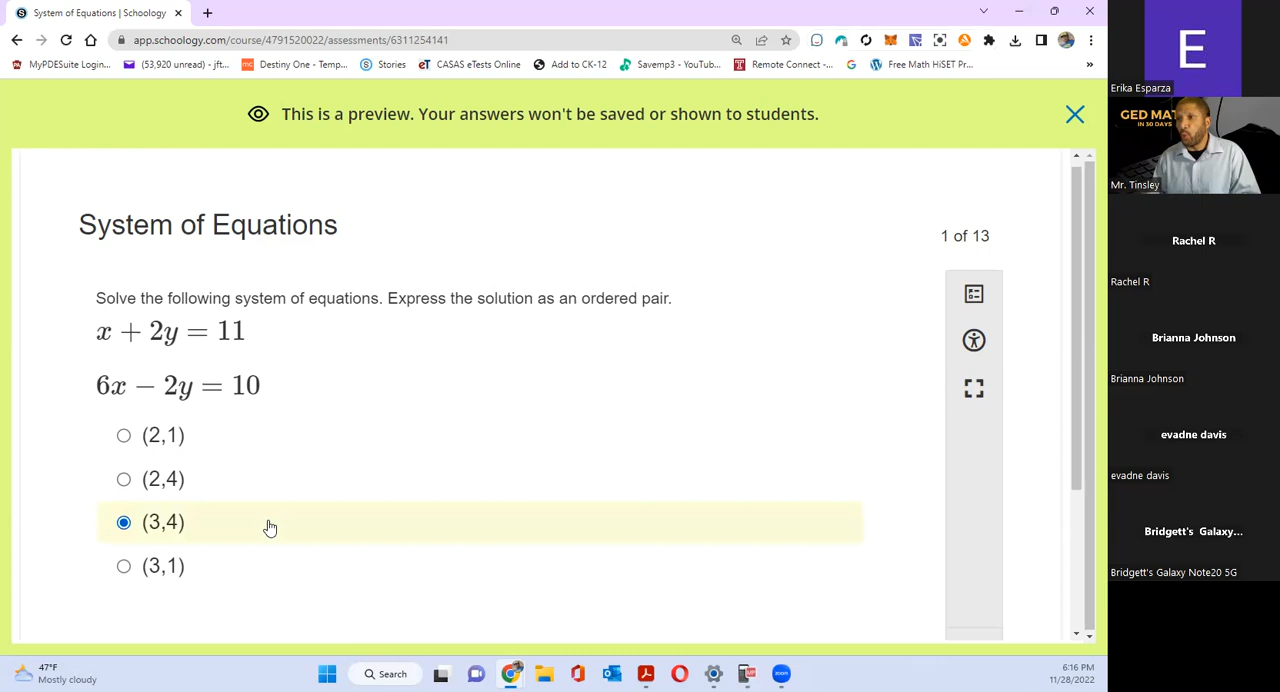 System of Equations | Schoology
app.schoology.com/course/4791520022/assessments/6311254141
MyPDESuite Login... (53,920 unread) - jft... Destiny One - Temp... Stories CASAS eTests Online Add to CK-12 Savemp3 - YouTub... Remote Connect -... Free Math HiSET Pr... »
This is a preview. Your answers won't be saved or shown to students.
System of Equations
1 of 13
Solve the following system of equations. Express the solution as an ordered pair.
x + 2y = 11
6x − 2y = 10
(2,1)
(2,4)
(3,4)
(3,1)
E
Erika Esparza
GED MAT
IN 30 DAYS
Mr. Tinsley
Rachel R
Rachel R
Brianna Johnson
Brianna Johnson
evadne davis
evadne davis
Bridgett's Galaxy...
Bridgett's Galaxy Note20 5G
47°F
Mostly cloudy
Search
zoom
6:16 PM
11/28/2022